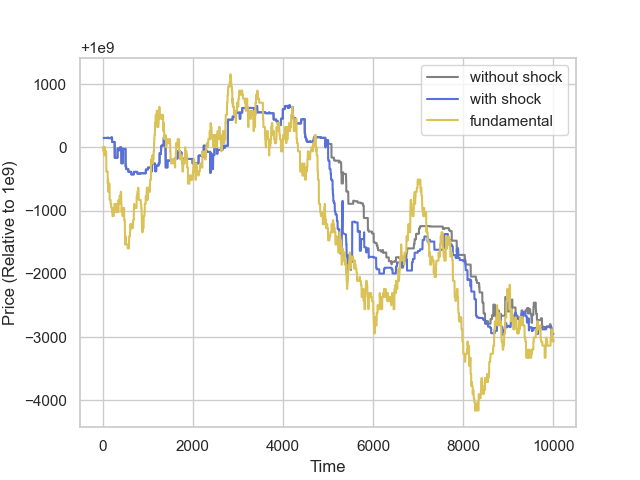 +1e9
1000
0
−1000
−2000
−3000
−4000
Price (Relative to 1e9)
without shock
with shock
fundamental
0
2000
4000
6000
8000
10000
Time